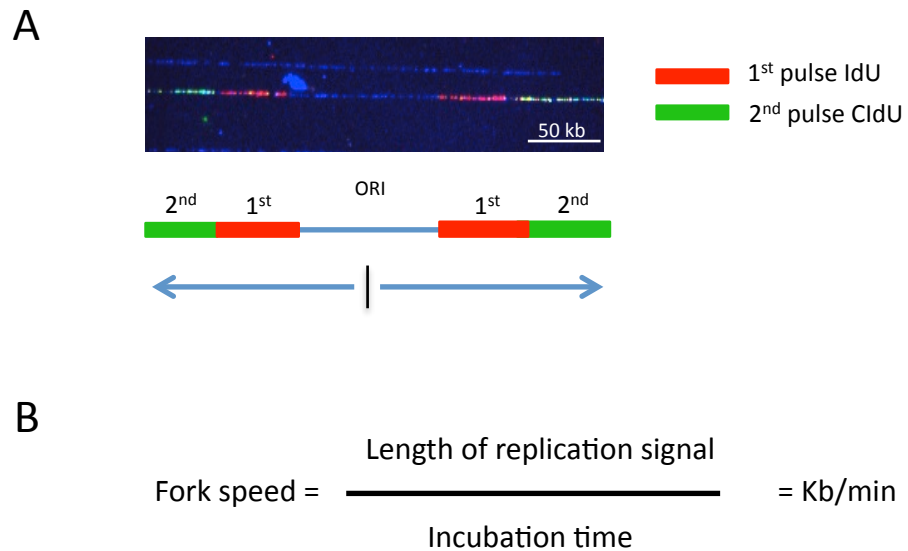 A
1st pulse IdU
2nd pulse CldU
50 kb
ORI
2nd 1st 1st 2nd
B
Length of replication signal
Fork speed = = Kb/min
Incubation time